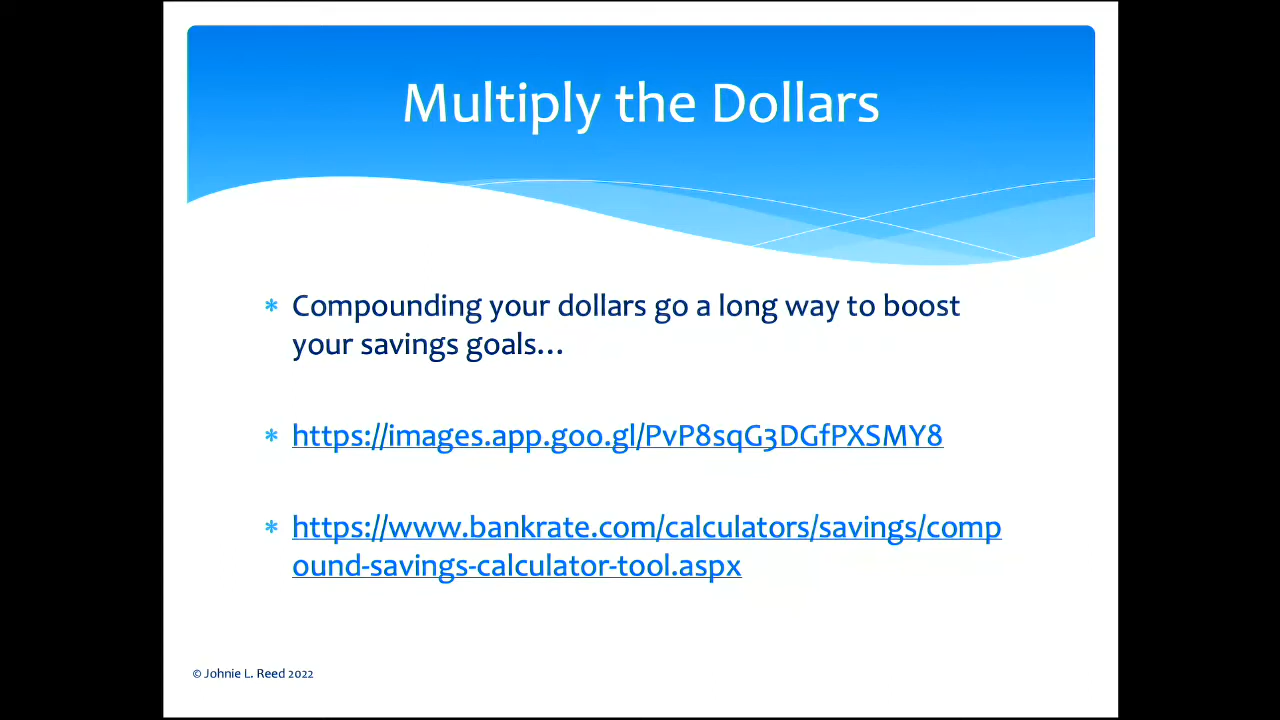 Multiply the Dollars
* Compounding your dollars go a long way to boost
your savings goals...
* https://images.app.goo.gl/PvP8sqG3DGfPXSMY8
* https://www.bankrate.com/calculators/savings/comp
ound-savings-calculator-tool.aspx
© Johnie L. Reed 2022